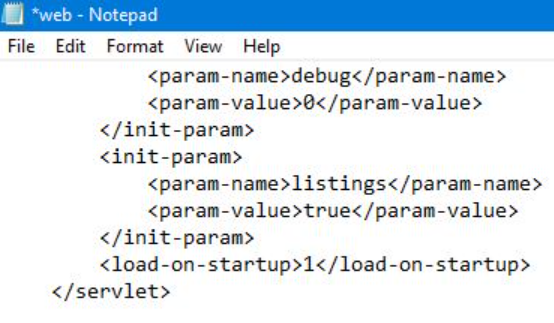 *web - Notepad
File Edit Format View Help
<param-name>debug</param-name>
<param-value>0</param-value>
</init-param>
<init-param>
<param-name>listings</param-name>
<param-value>true</param-value>
</init-param>
<load-on-startup>1</load-on-startup>
</servlet>